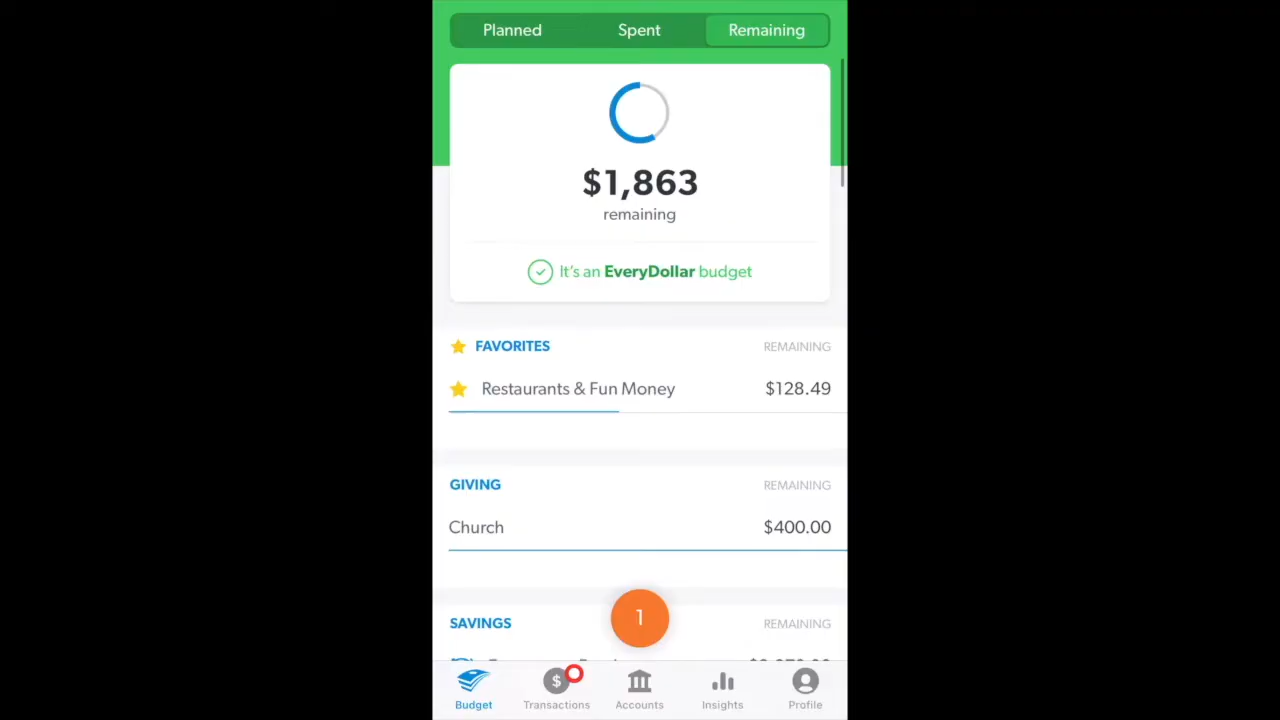 Planned Spent Remaining
$1,863
remaining
It's an EveryDollar budget
FAVORITES REMAINING
Restaurants & Fun Money $128.49
GIVING REMAINING
Church $400.00
1
SAVINGS REMAINING
$
Budget Transactions Accounts Insights Profile